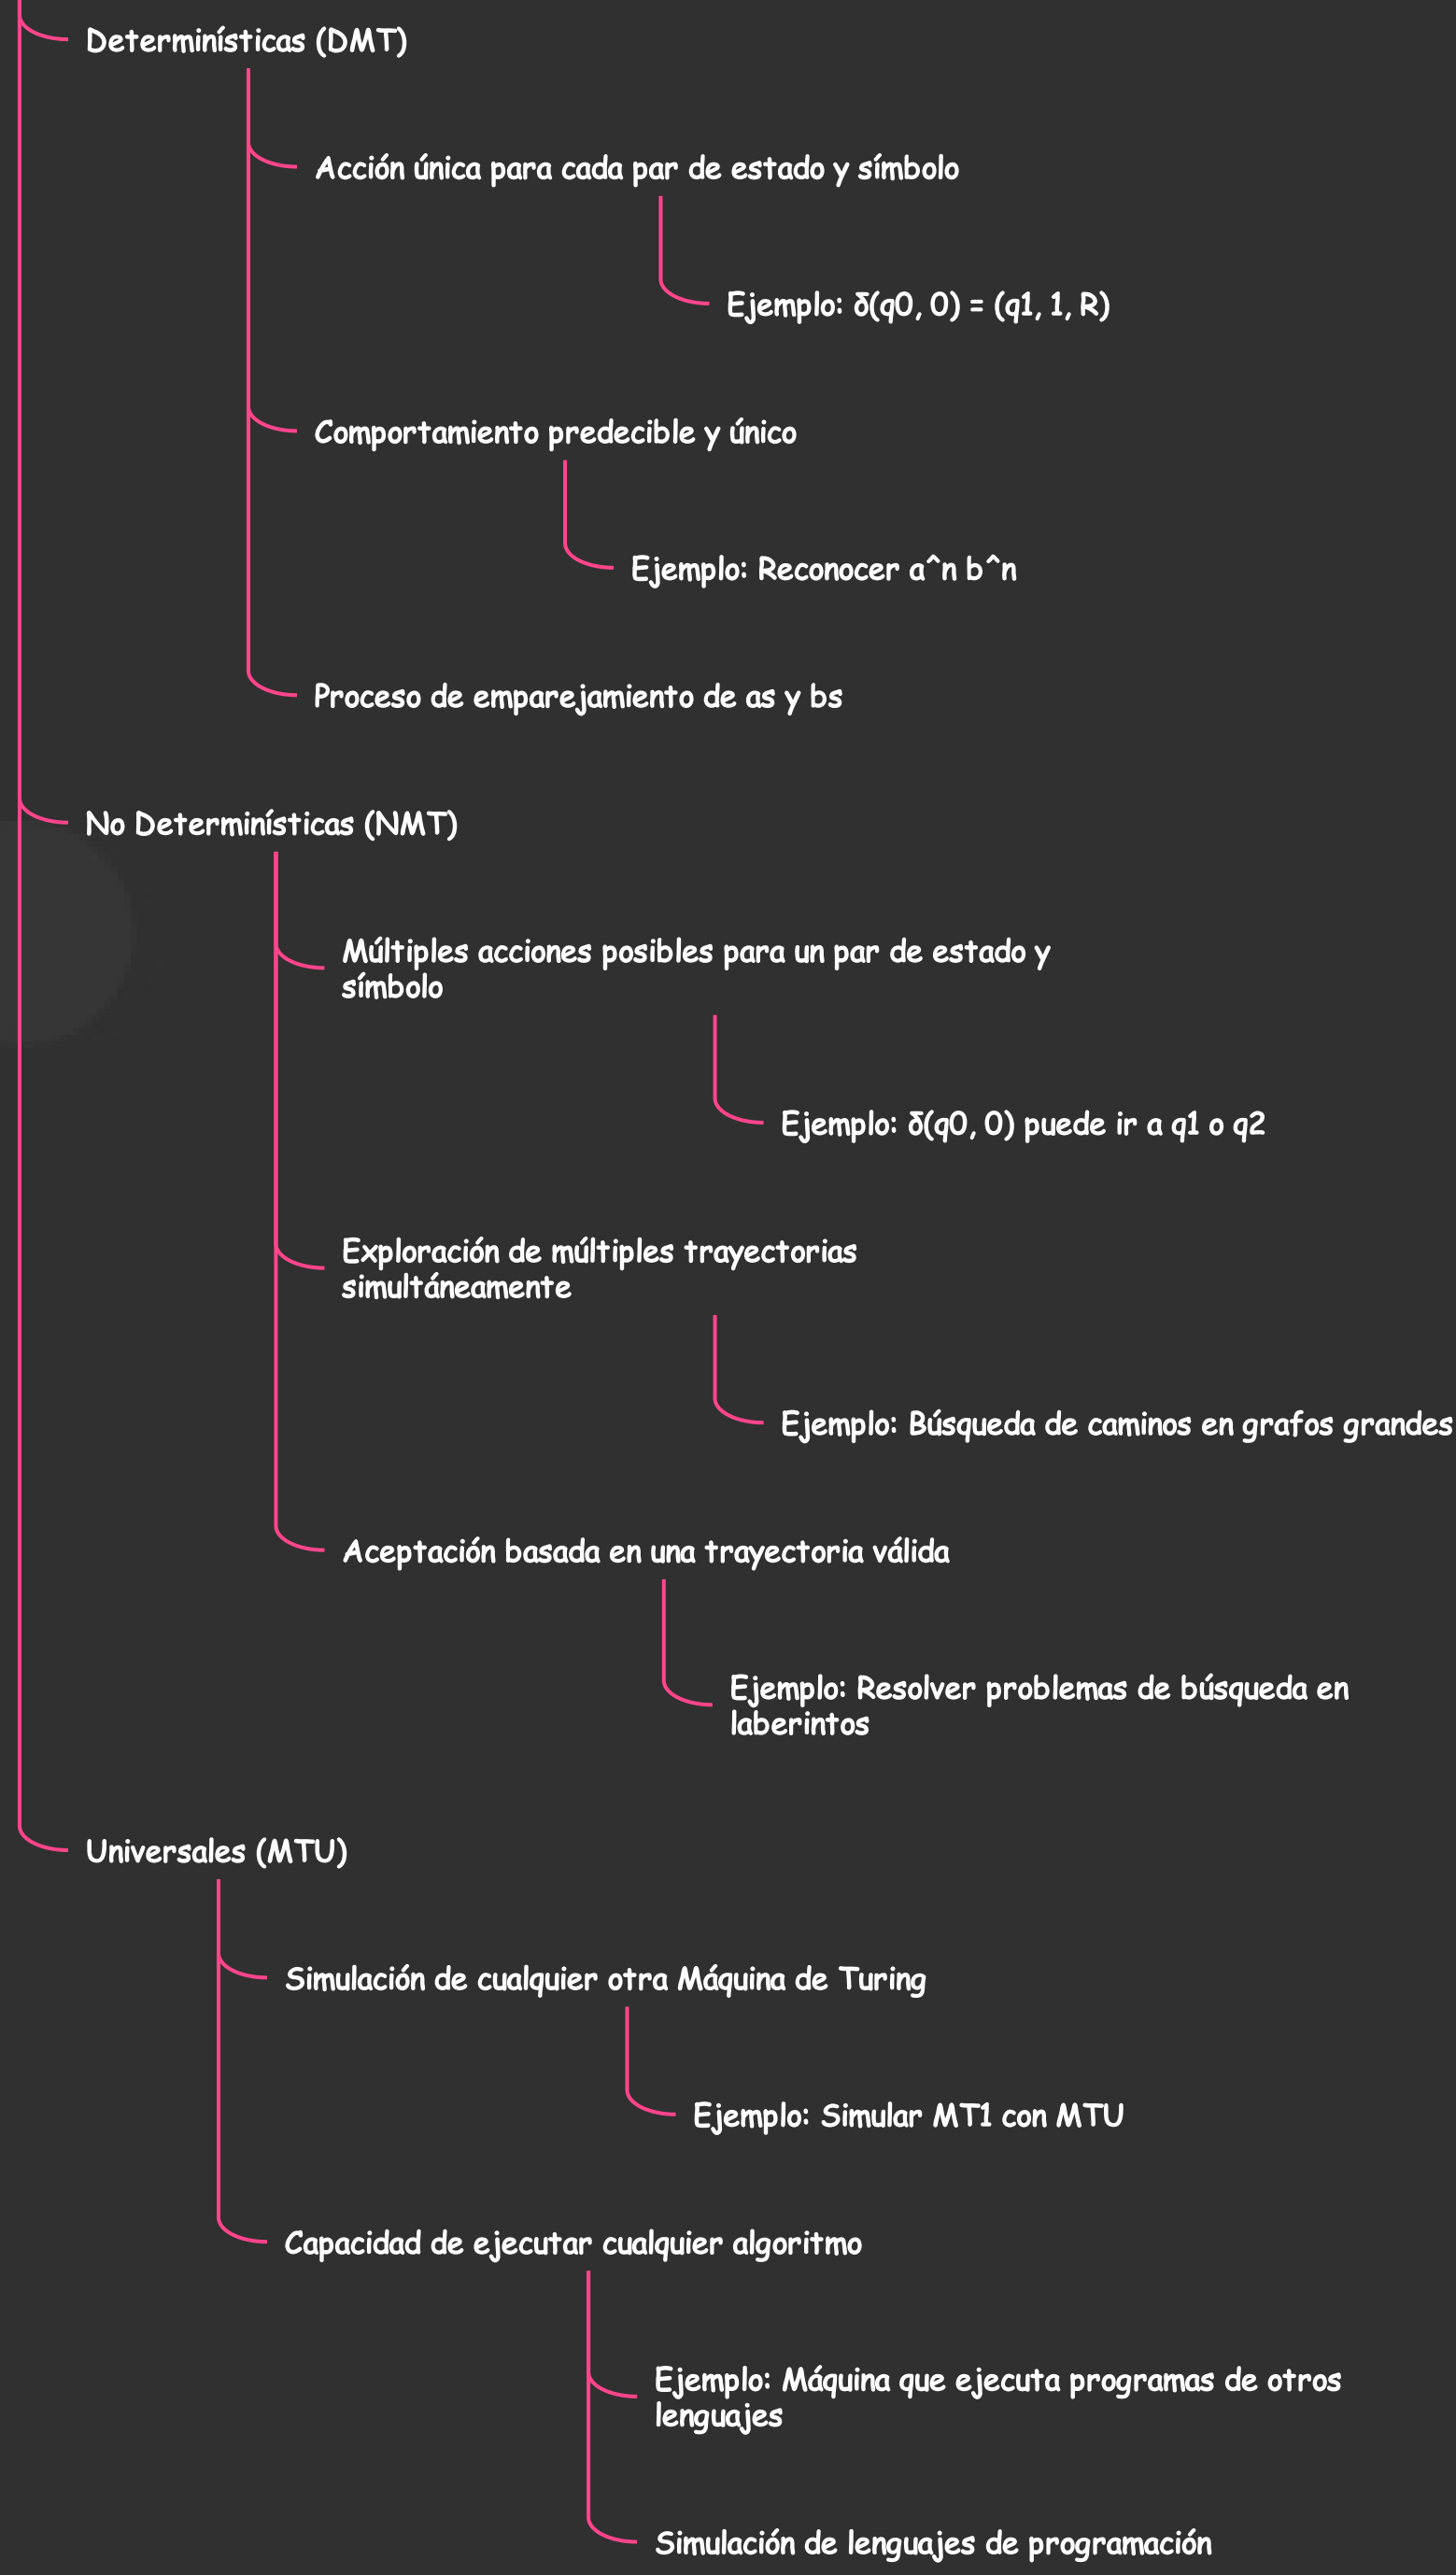 Determinísticas (DMT)
Acción única para cada par de estado y símbolo
Ejemplo: δ(q0, 0) = (q1, 1, R)
Comportamiento predecible y único
Ejemplo: Reconocer a^n b^n
Proceso de emparejamiento de as y bs
No Determinísticas (NMT)
Múltiples acciones posibles para un par de estado y
símbolo
Ejemplo: δ(q0, 0) puede ir a q1 o q2
Exploración de múltiples trayectorias
simultáneamente
Ejemplo: Búsqueda de caminos en grafos grandes
Aceptación basada en una trayectoria válida
Ejemplo: Resolver problemas de búsqueda en
laberintos
Universales (MTU)
Simulación de cualquier otra Máquina de Turing
Ejemplo: Simular MT1 con MTU
Capacidad de ejecutar cualquier algoritmo
Ejemplo: Máquina que ejecuta programas de otros
lenguajes
Simulación de lenguajes de programación